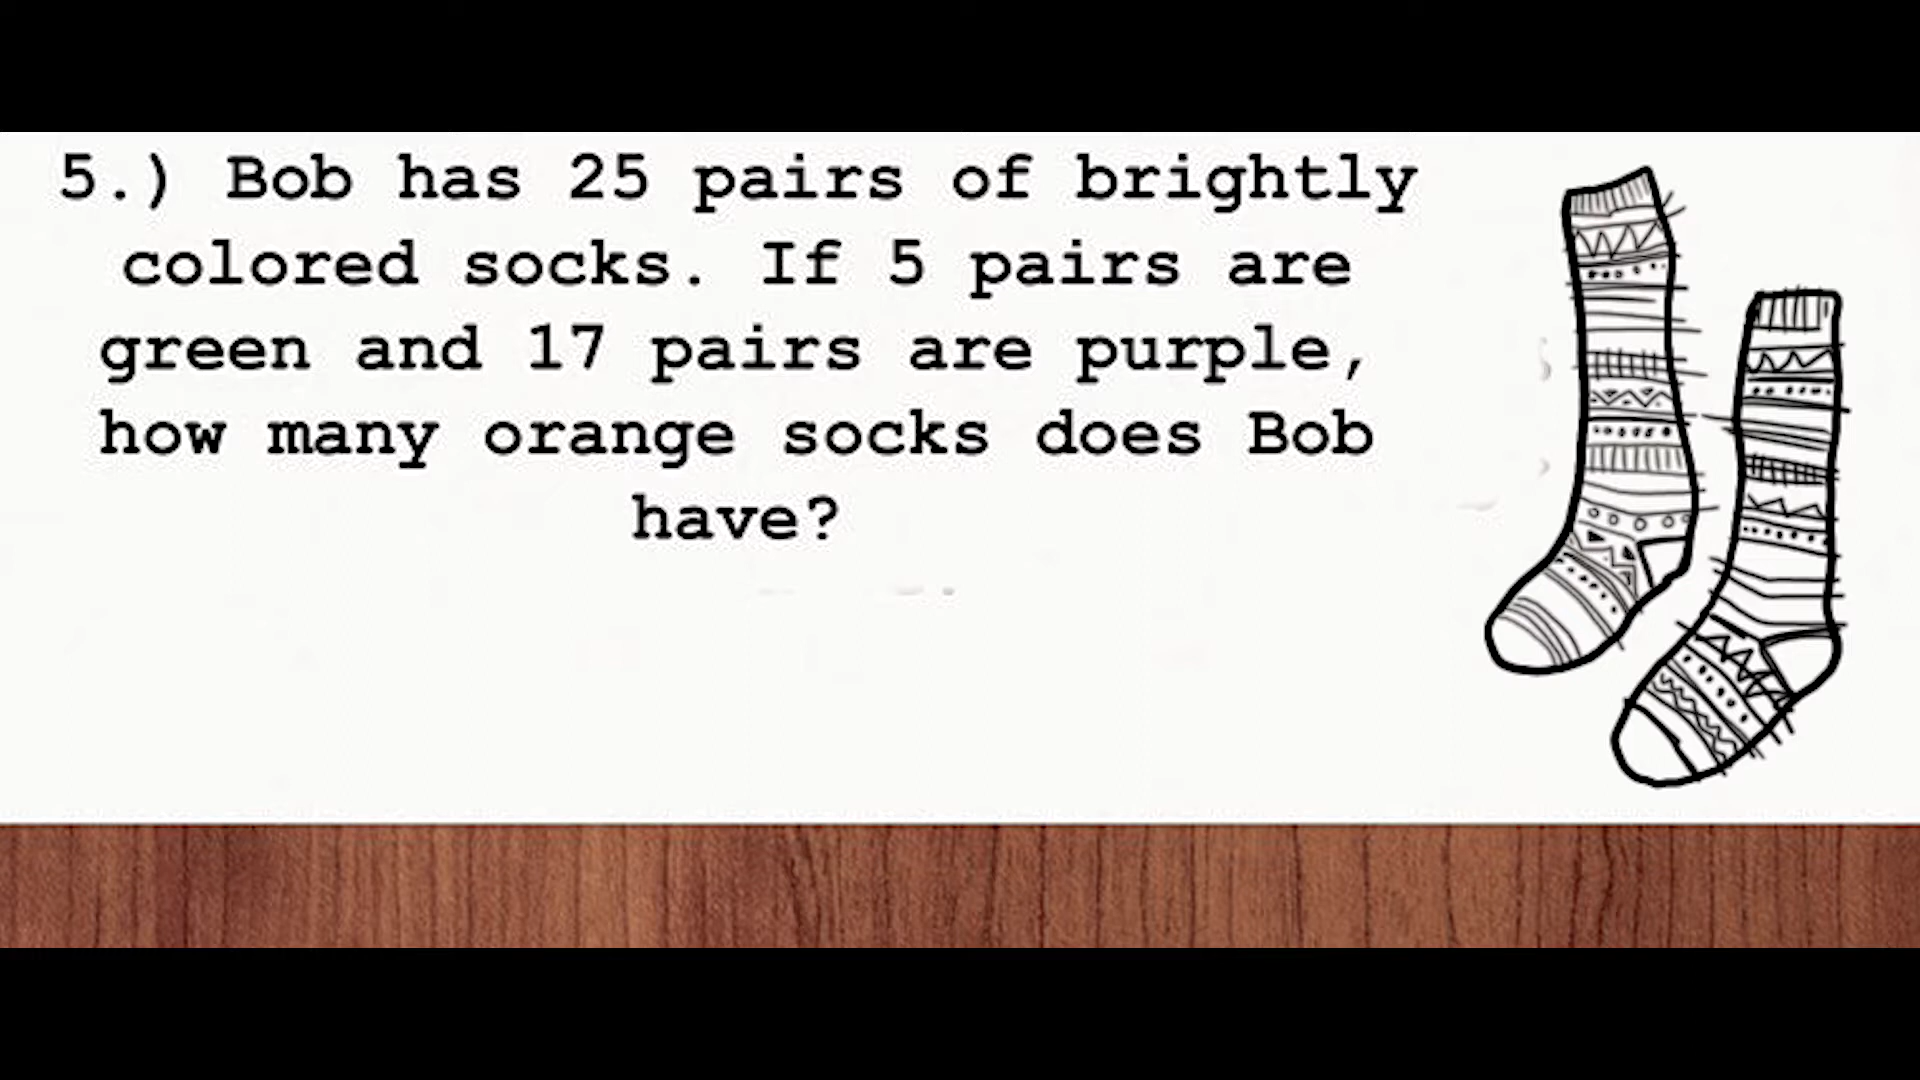 5.) Bob has 25 pairs of brightly
colored socks. If 5 pairs are
green and 17 pairs are purple,
how many orange socks does Bob
have?